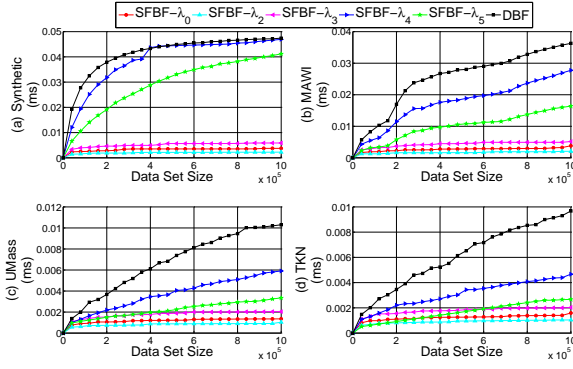 SFBF-λ0 SFBF-λ2 SFBF-λ3 SFBF-λ4 SFBF-λ5 DBF
(a) Synthetic
(ms)
0.05
0.04
0.03
0.02
0.01
0
0 2 4 6 8 10
x 10^5
Data Set Size
(b) MAWI
(ms)
0.04
0.03
0.02
0.01
0
0 2 4 6 8 10
x 10^5
Data Set Size
(c) UMass
(ms)
0.012
0.01
0.008
0.006
0.004
0.002
0
0 2 4 6 8 10
x 10^5
Data Set Size
(d) TKN
(ms)
0.01
0.008
0.006
0.004
0.002
0
0 2 4 6 8 10
x 10^5
Data Set Size